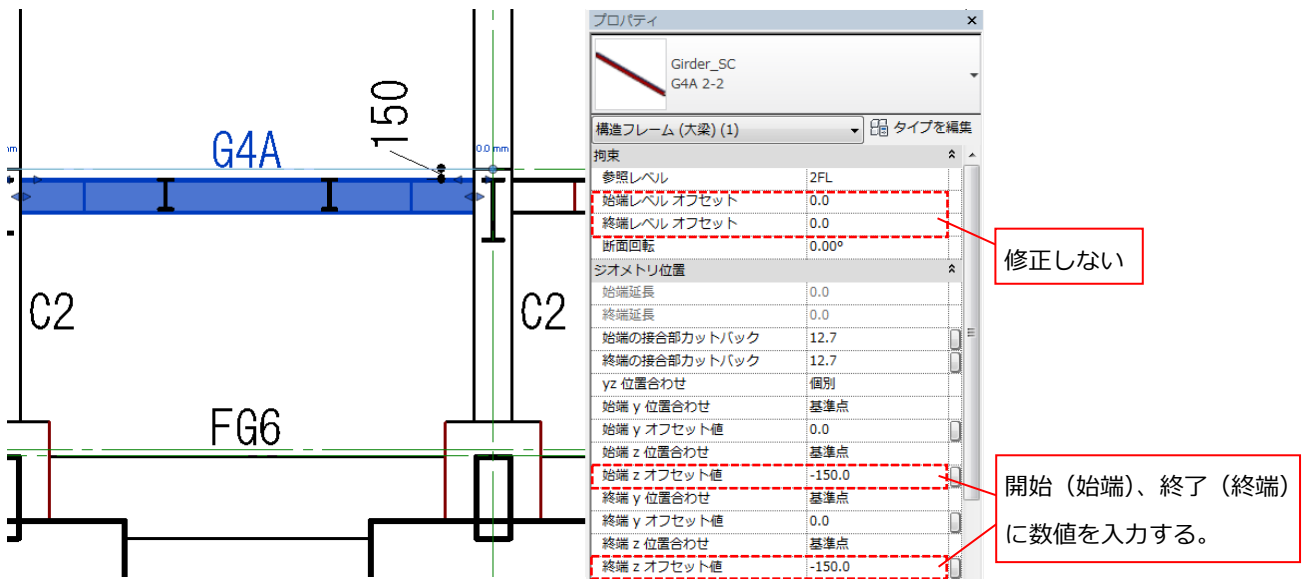 150
G4A
mm
0.0 mm
C2
C2
FG6
プロパティ
×
Girder_SC
G4A 2-2
構造フレーム (大梁) (1)
タイプを編集
拘束
参照レベル 2FL
始端レベル オフセット 0.0
終端レベル オフセット 0.0
断面回転 0.00°
ジオメトリ位置
始端延長 0.0
終端延長 0.0
始端の接合部カットバック 12.7
終端の接合部カットバック 12.7
yz 位置合わせ 個別
始端 y 位置合わせ 基準点
始端 y オフセット値 0.0
始端 z 位置合わせ 基準点
始端 z オフセット値 -150.0
終端 y 位置合わせ 基準点
終端 y オフセット値 0.0
終端 z 位置合わせ 基準点
終端 z オフセット値 -150.0
修正しない
開始（始端）、終了（終端）
に数値を入力する。